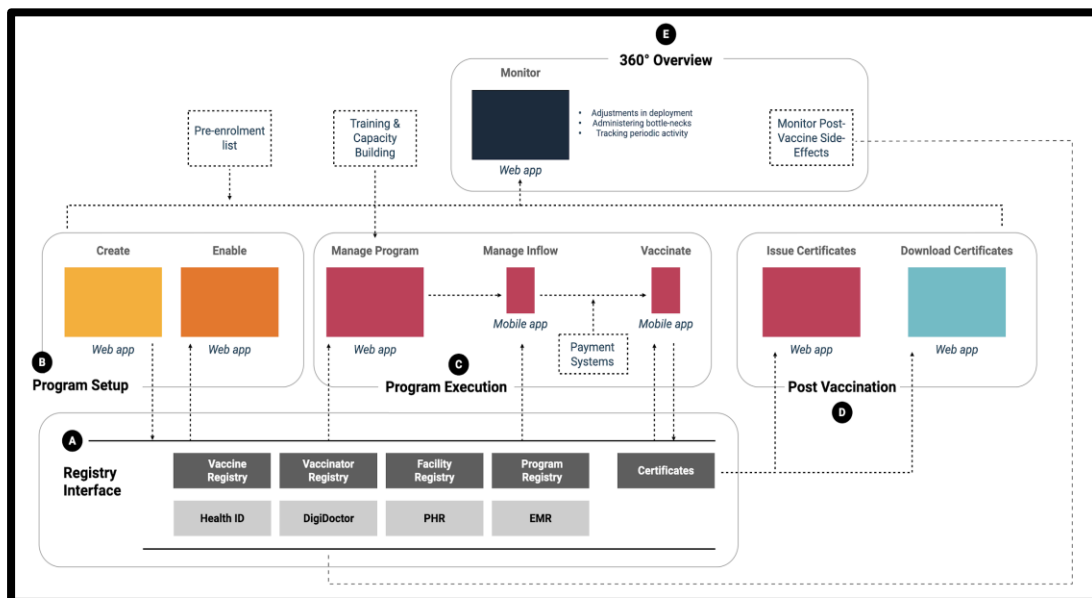 E
360° Overview
Monitor
• Adjustments in deployment
• Administering bottle-necks
• Tracking periodic activity
Web app
Monitor Post-
Vaccine Side-
Effects
Pre-enrolment
list
Training &
Capacity
Building
Create
Enable
Web app
Web app
B
Program Setup
Manage Program
Manage Inflow
Vaccinate
Web app
Mobile app
Mobile app
Payment
Systems
C
Program Execution
Issue Certificates
Download Certificates
Web app
Web app
Post Vaccination
D
A
Registry
Interface
Vaccine
Registry
Vaccinator
Registry
Facility
Registry
Program
Registry
Certificates
Health ID
DigiDoctor
PHR
EMR